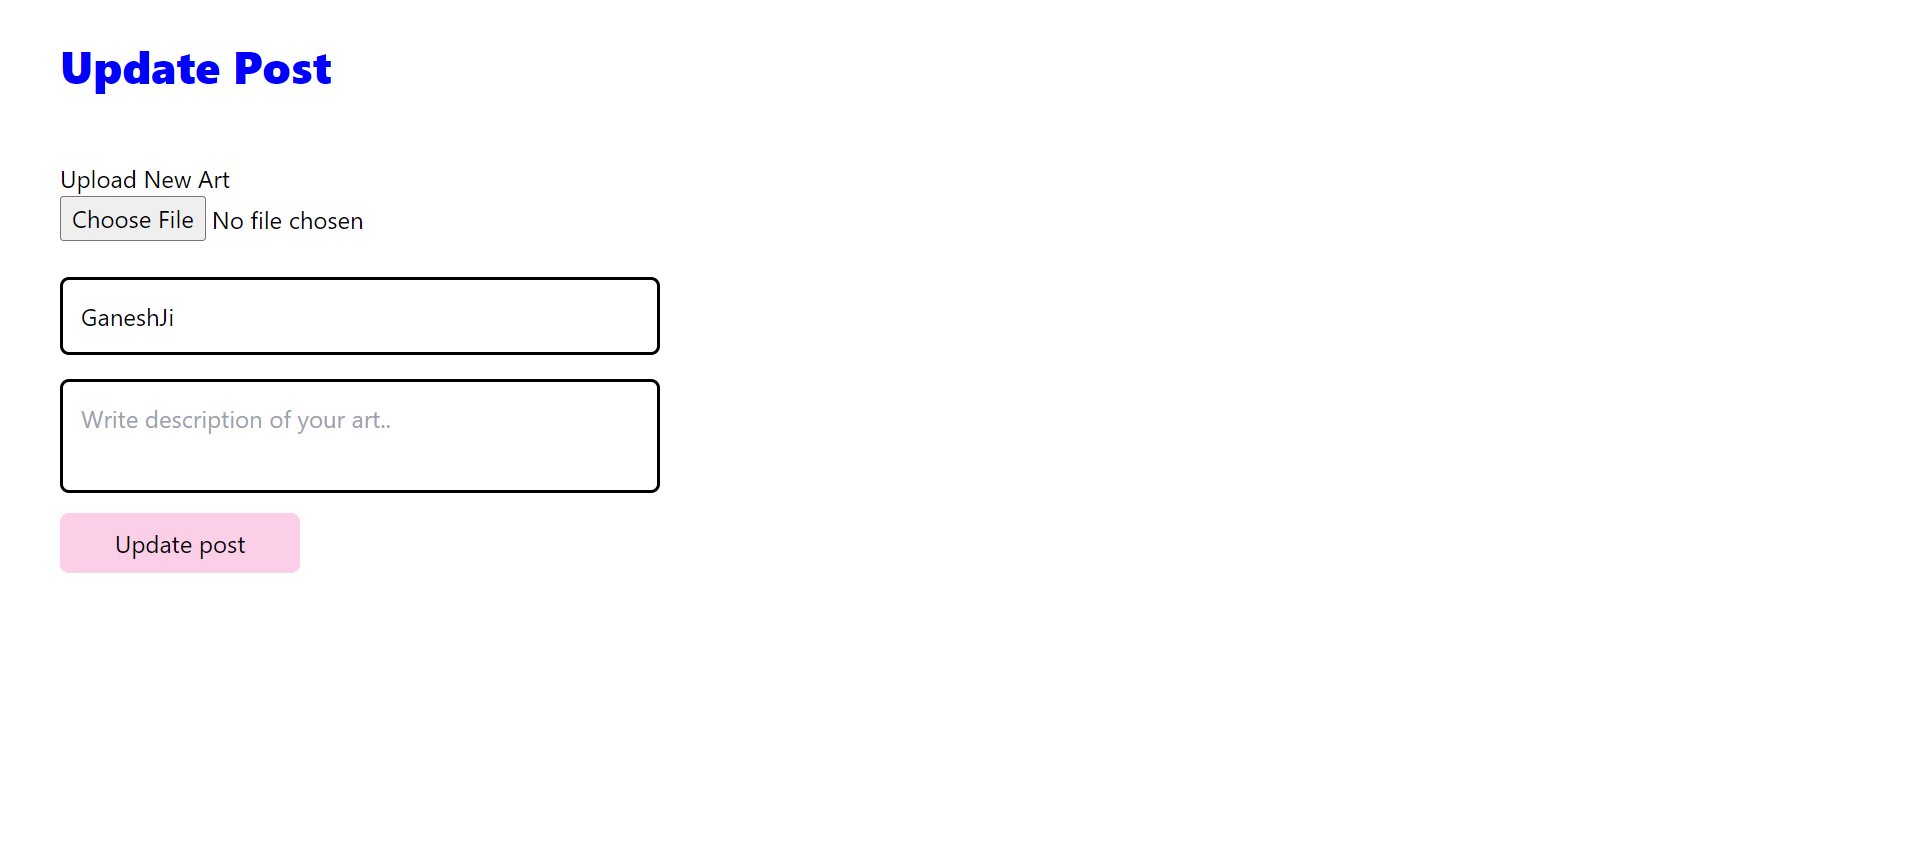 Update Post
Upload New Art
Choose File No file chosen
GaneshJi
Write description of your art..
Update post